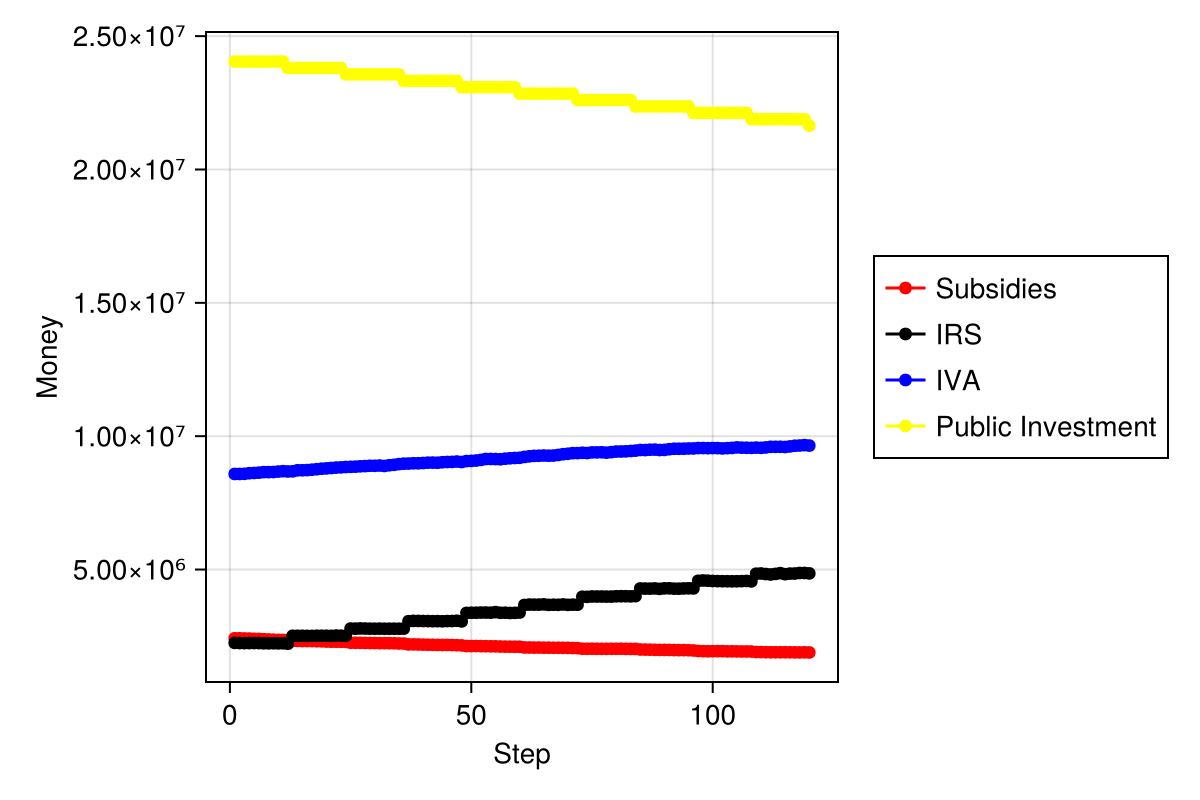 2.50×10⁷
2.00×10⁷
1.50×10⁷
1.00×10⁷
5.00×10⁶
Money
0 50 100
Step
Subsidies
IRS
IVA
Public Investment